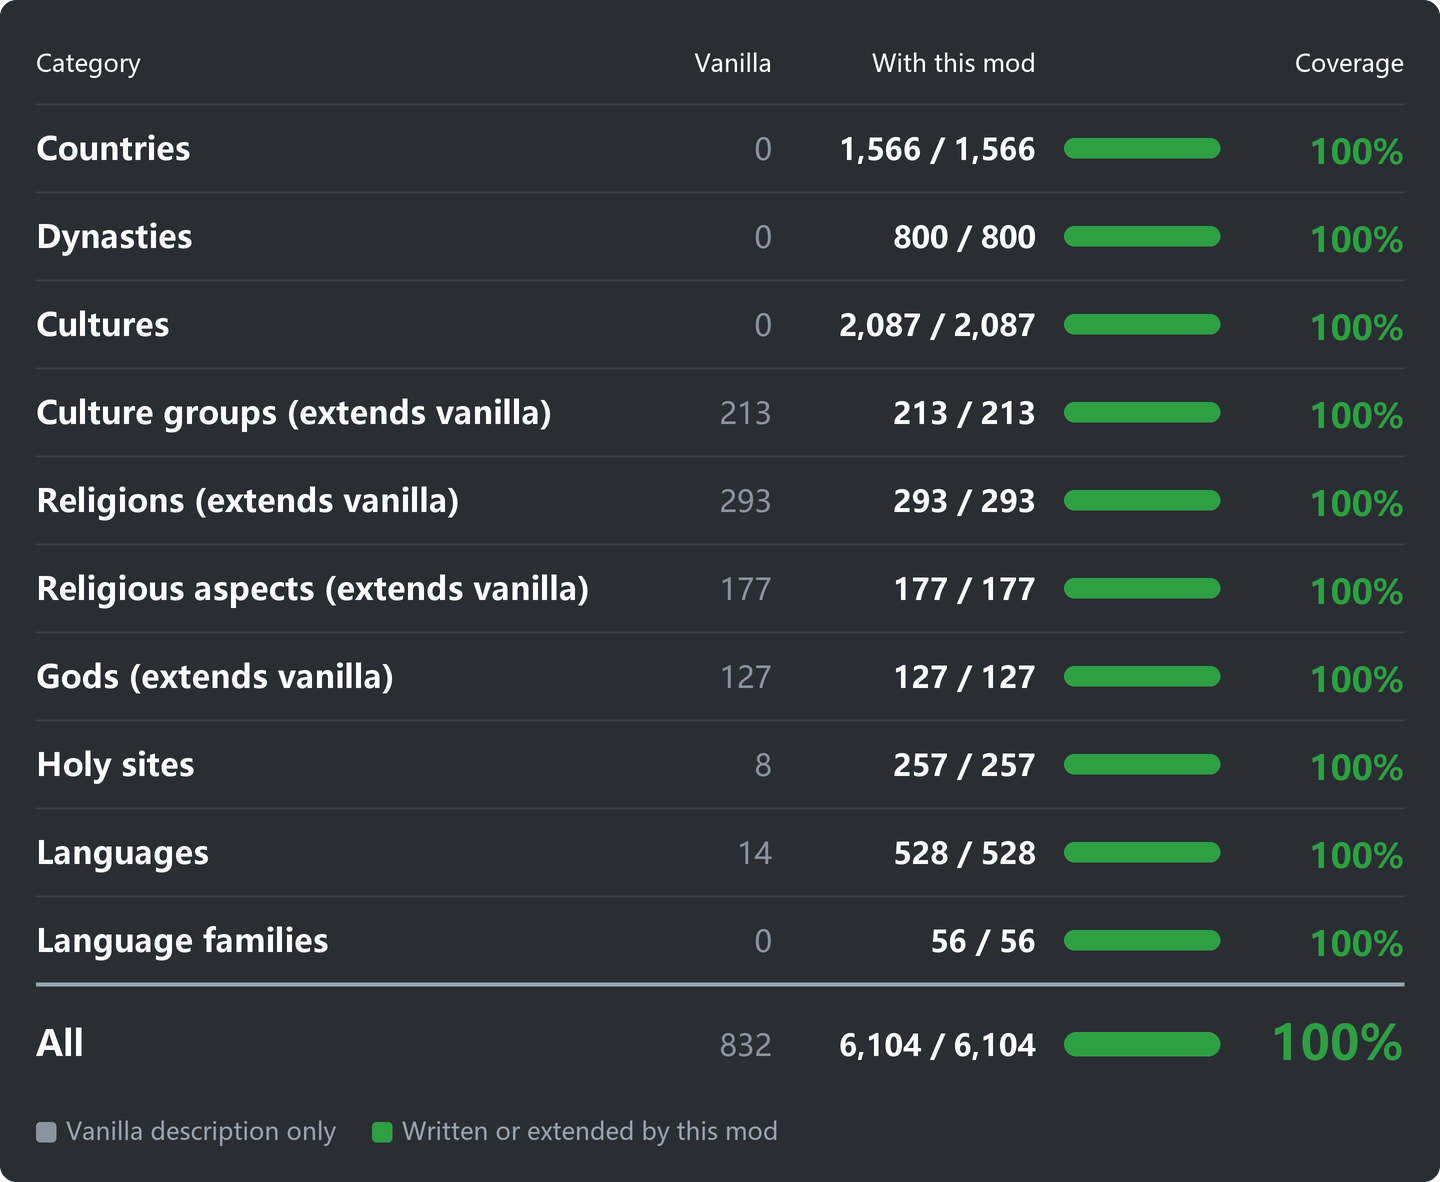 Category Vanilla With this mod Coverage
Countries 0 1,566 / 1,566 100%
Dynasties 0 800 / 800 100%
Cultures 0 2,087 / 2,087 100%
Culture groups (extends vanilla) 213 213 / 213 100%
Religions (extends vanilla) 293 293 / 293 100%
Religious aspects (extends vanilla) 177 177 / 177 100%
Gods (extends vanilla) 127 127 / 127 100%
Holy sites 8 257 / 257 100%
Languages 14 528 / 528 100%
Language families 0 56 / 56 100%
All 832 6,104 / 6,104 100%
Vanilla description only Written or extended by this mod